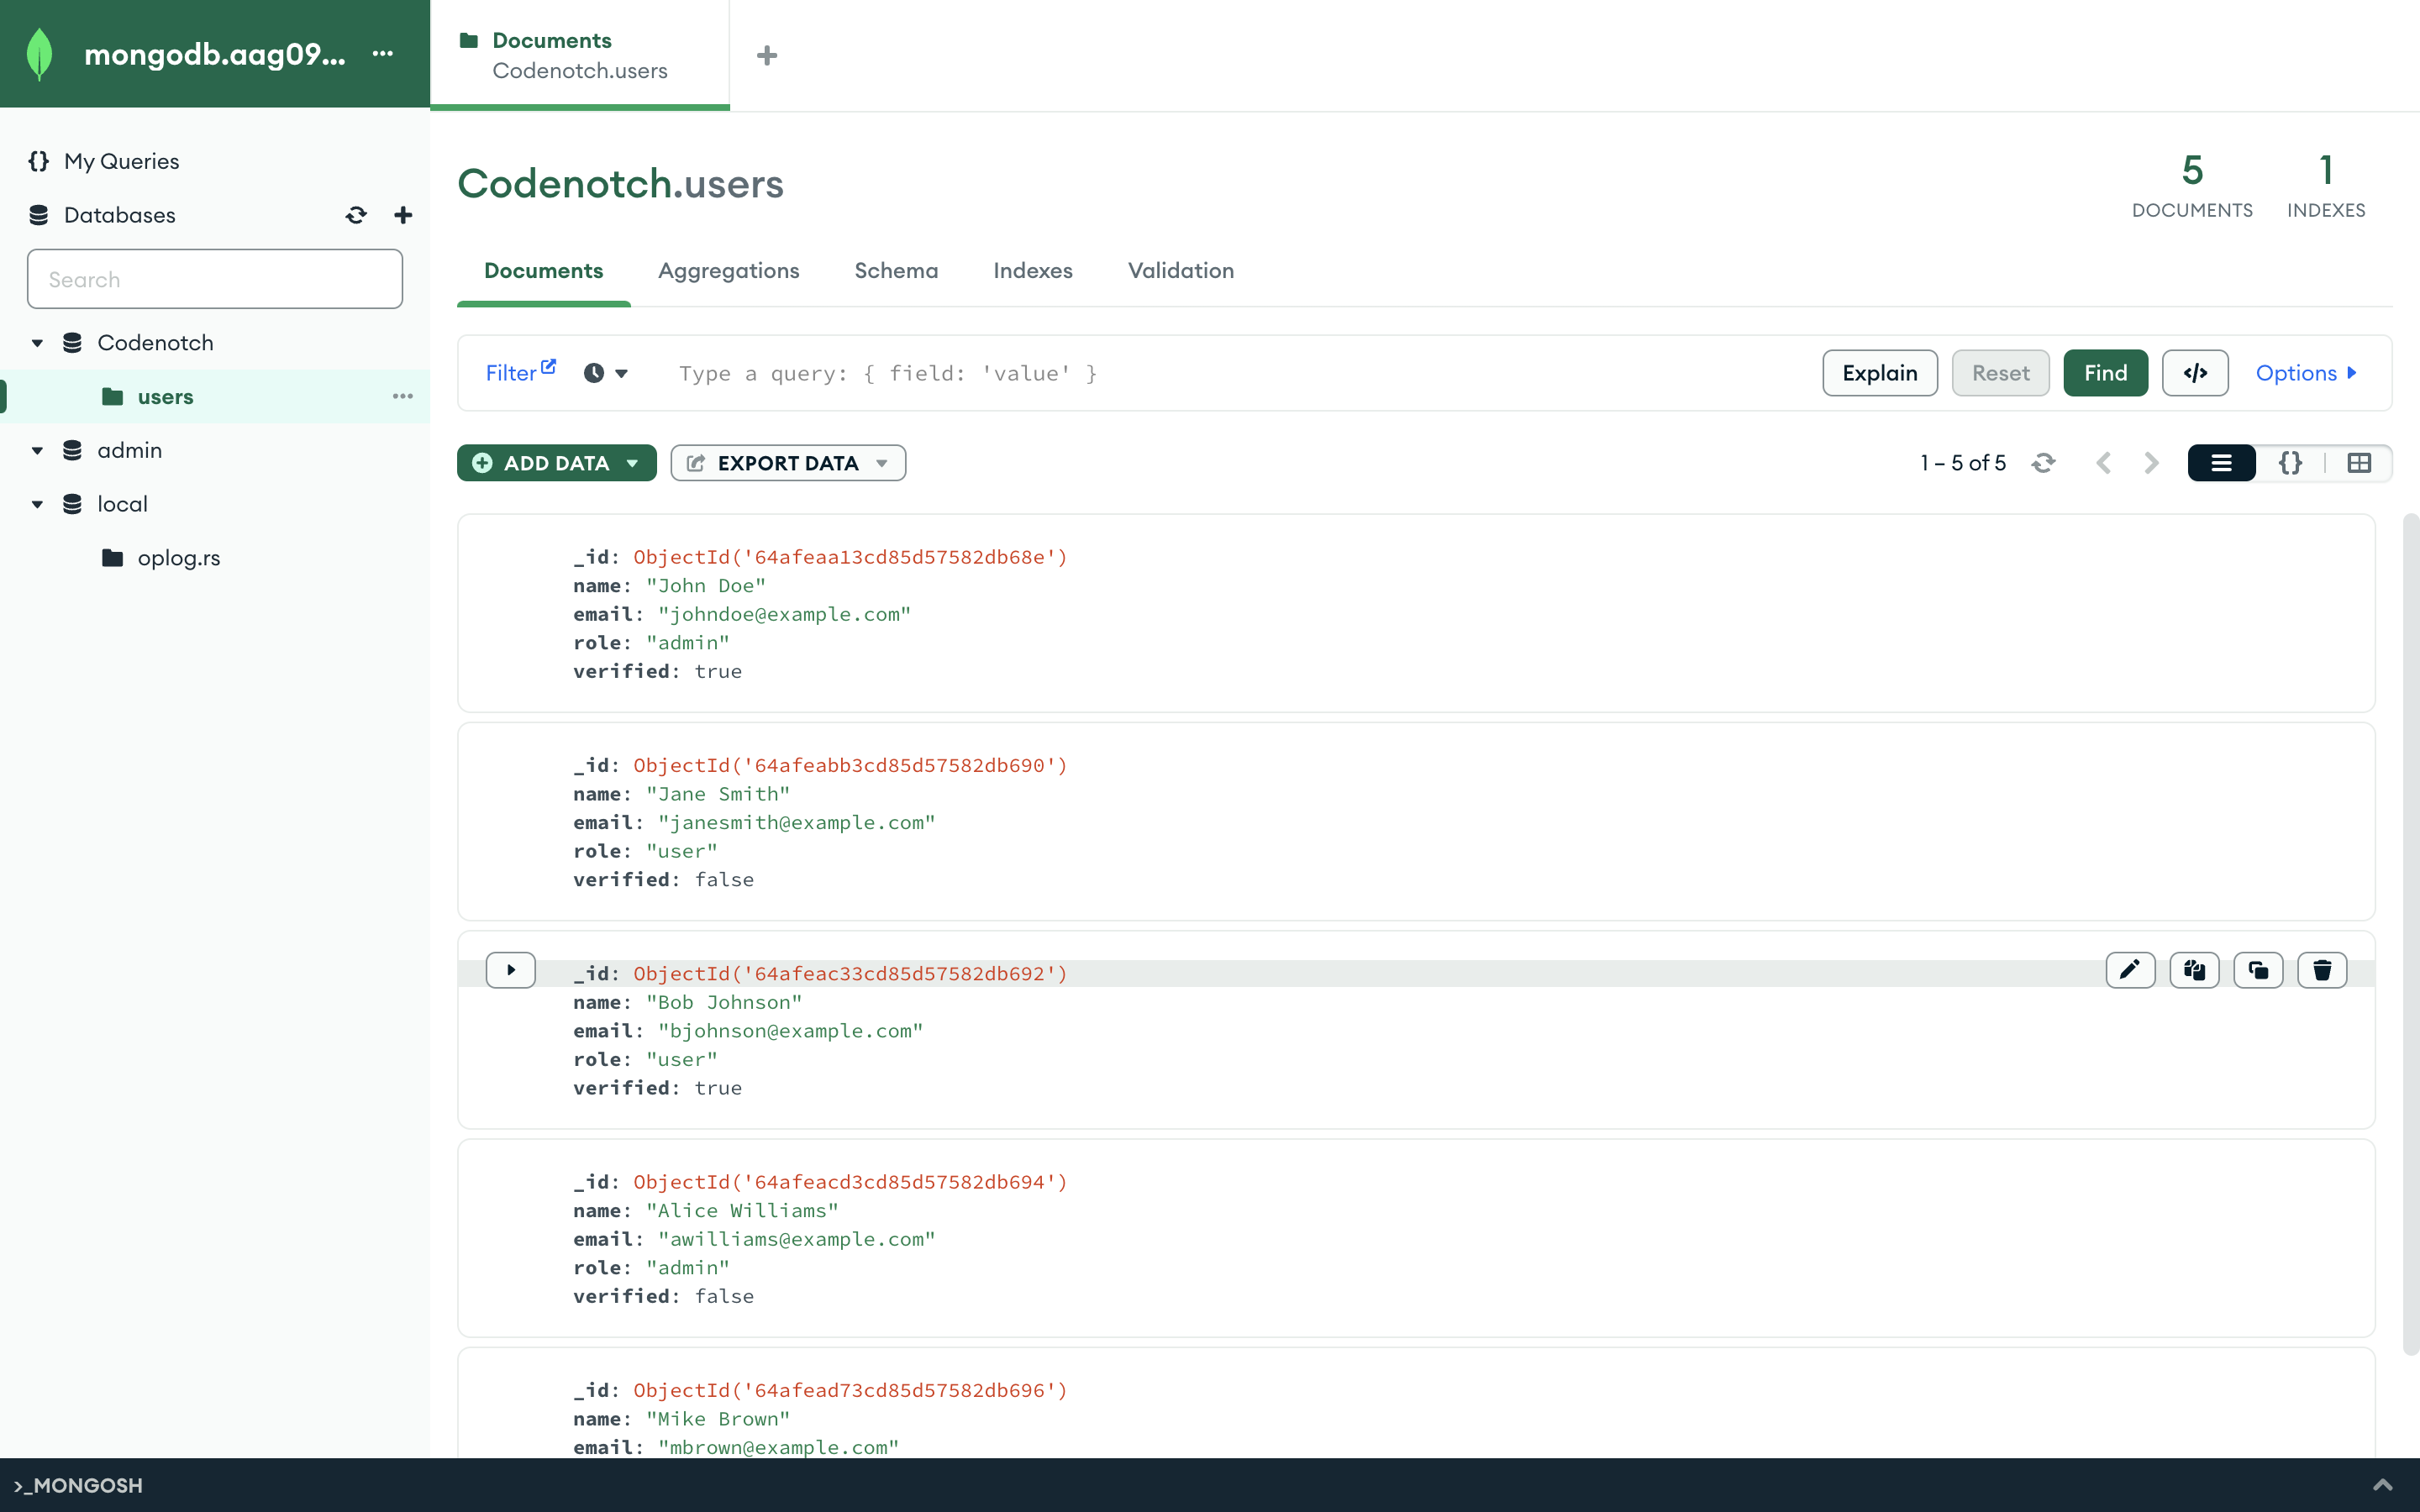 mongodb.aag09...
My Queries
Databases
Search
Codenotch
users
admin
local
oplog.rs
Documents
Codenotch.users
Codenotch.users
5
DOCUMENTS
1
INDEXES
Documents
Aggregations
Schema
Indexes
Validation
Filter
Type a query: { field: 'value' }
Explain
Reset
Find
</>
Options
ADD DATA
EXPORT DATA
1 – 5 of 5
{}
_id: ObjectId('64afeaa13cd85d57582db68e')
name: "John Doe"
email: "johndoe@example.com"
role: "admin"
verified: true
_id: ObjectId('64afeabb3cd85d57582db690')
name: "Jane Smith"
email: "janesmith@example.com"
role: "user"
verified: false
_id: ObjectId('64afeac33cd85d57582db692')
name: "Bob Johnson"
email: "bjohnson@example.com"
role: "user"
verified: true
_id: ObjectId('64afeacd3cd85d57582db694')
name: "Alice Williams"
email: "awilliams@example.com"
role: "admin"
verified: false
_id: ObjectId('64afead73cd85d57582db696')
name: "Mike Brown"
email: "mbrown@example.com"
>_MONGOSH